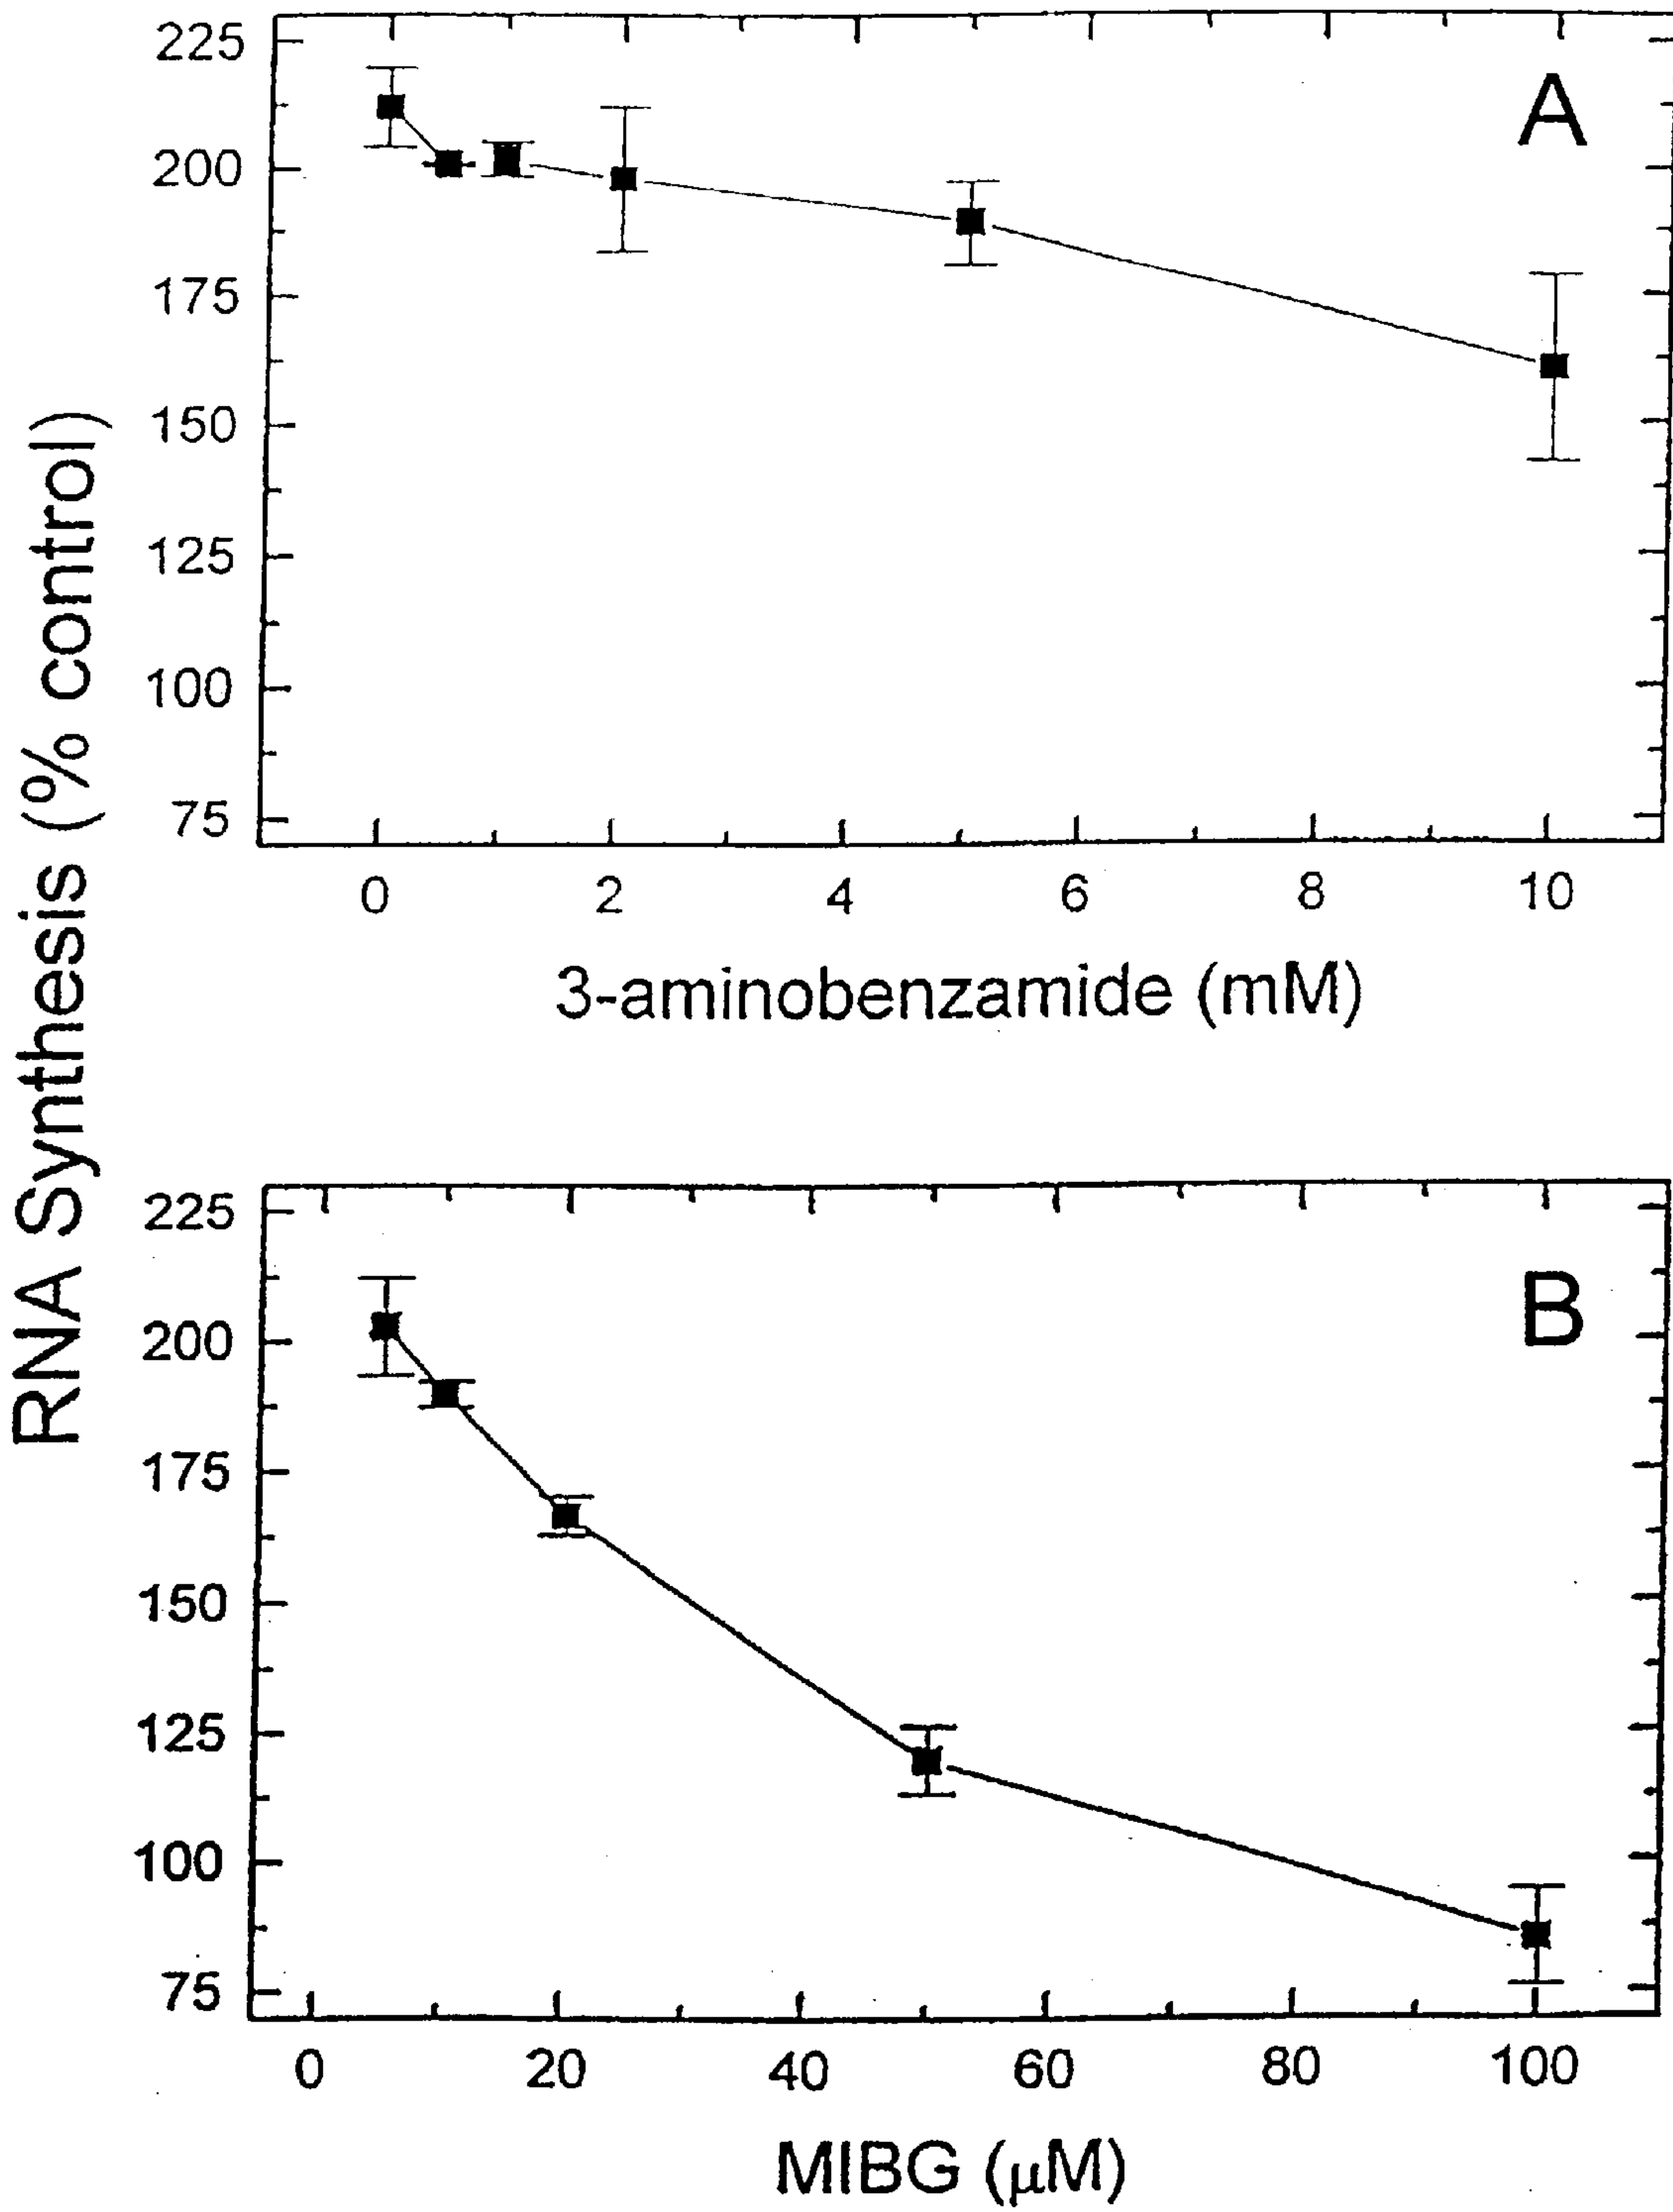 RNA Synthesis (% control)
A
225
200
175
150
125
100
75
0 2 4 6 8 10
3-aminobenzamide (mM)
B
225
200
175
150
125
100
75
0 20 40 60 80 100
MIBG (μM)